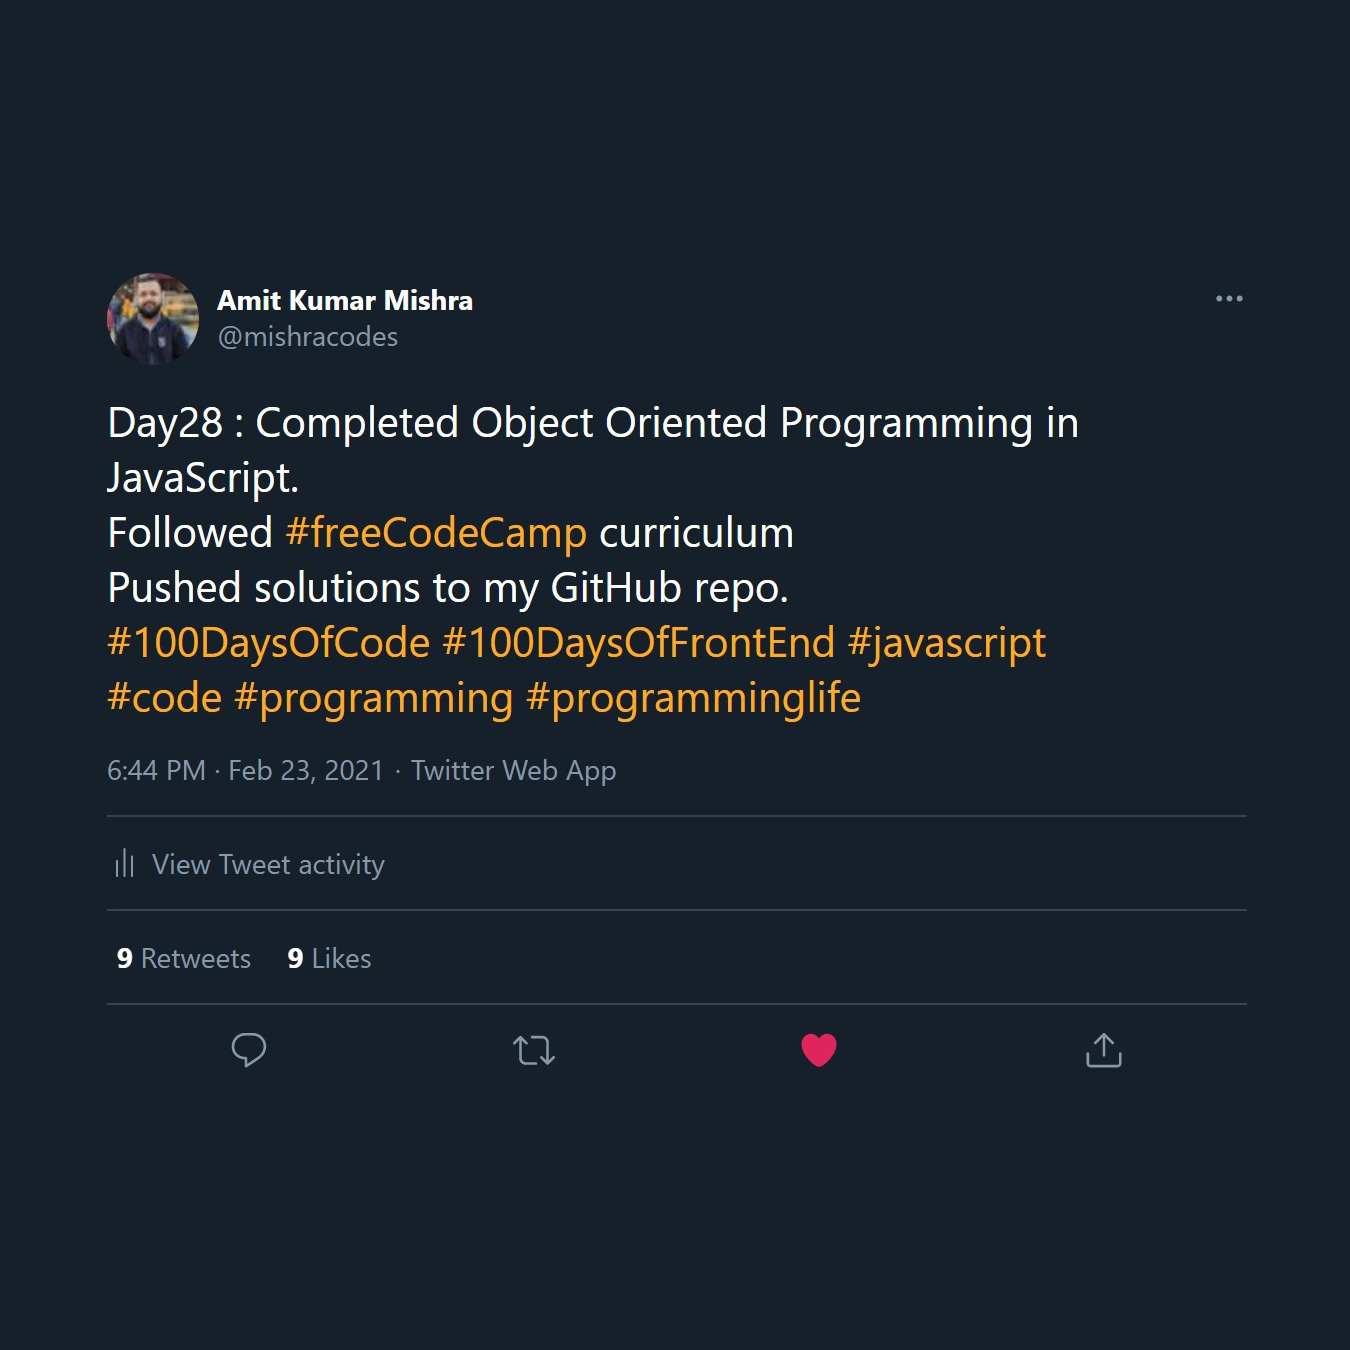 Amit Kumar Mishra
@mishracodes
Day28 : Completed Object Oriented Programming in
JavaScript.
Followed #freeCodeCamp curriculum
Pushed solutions to my GitHub repo.
#100DaysOfCode #100DaysOfFrontEnd #javascript
#code #programming #programminglife
6:44 PM · Feb 23, 2021 · Twitter Web App
View Tweet activity
9 Retweets 9 Likes